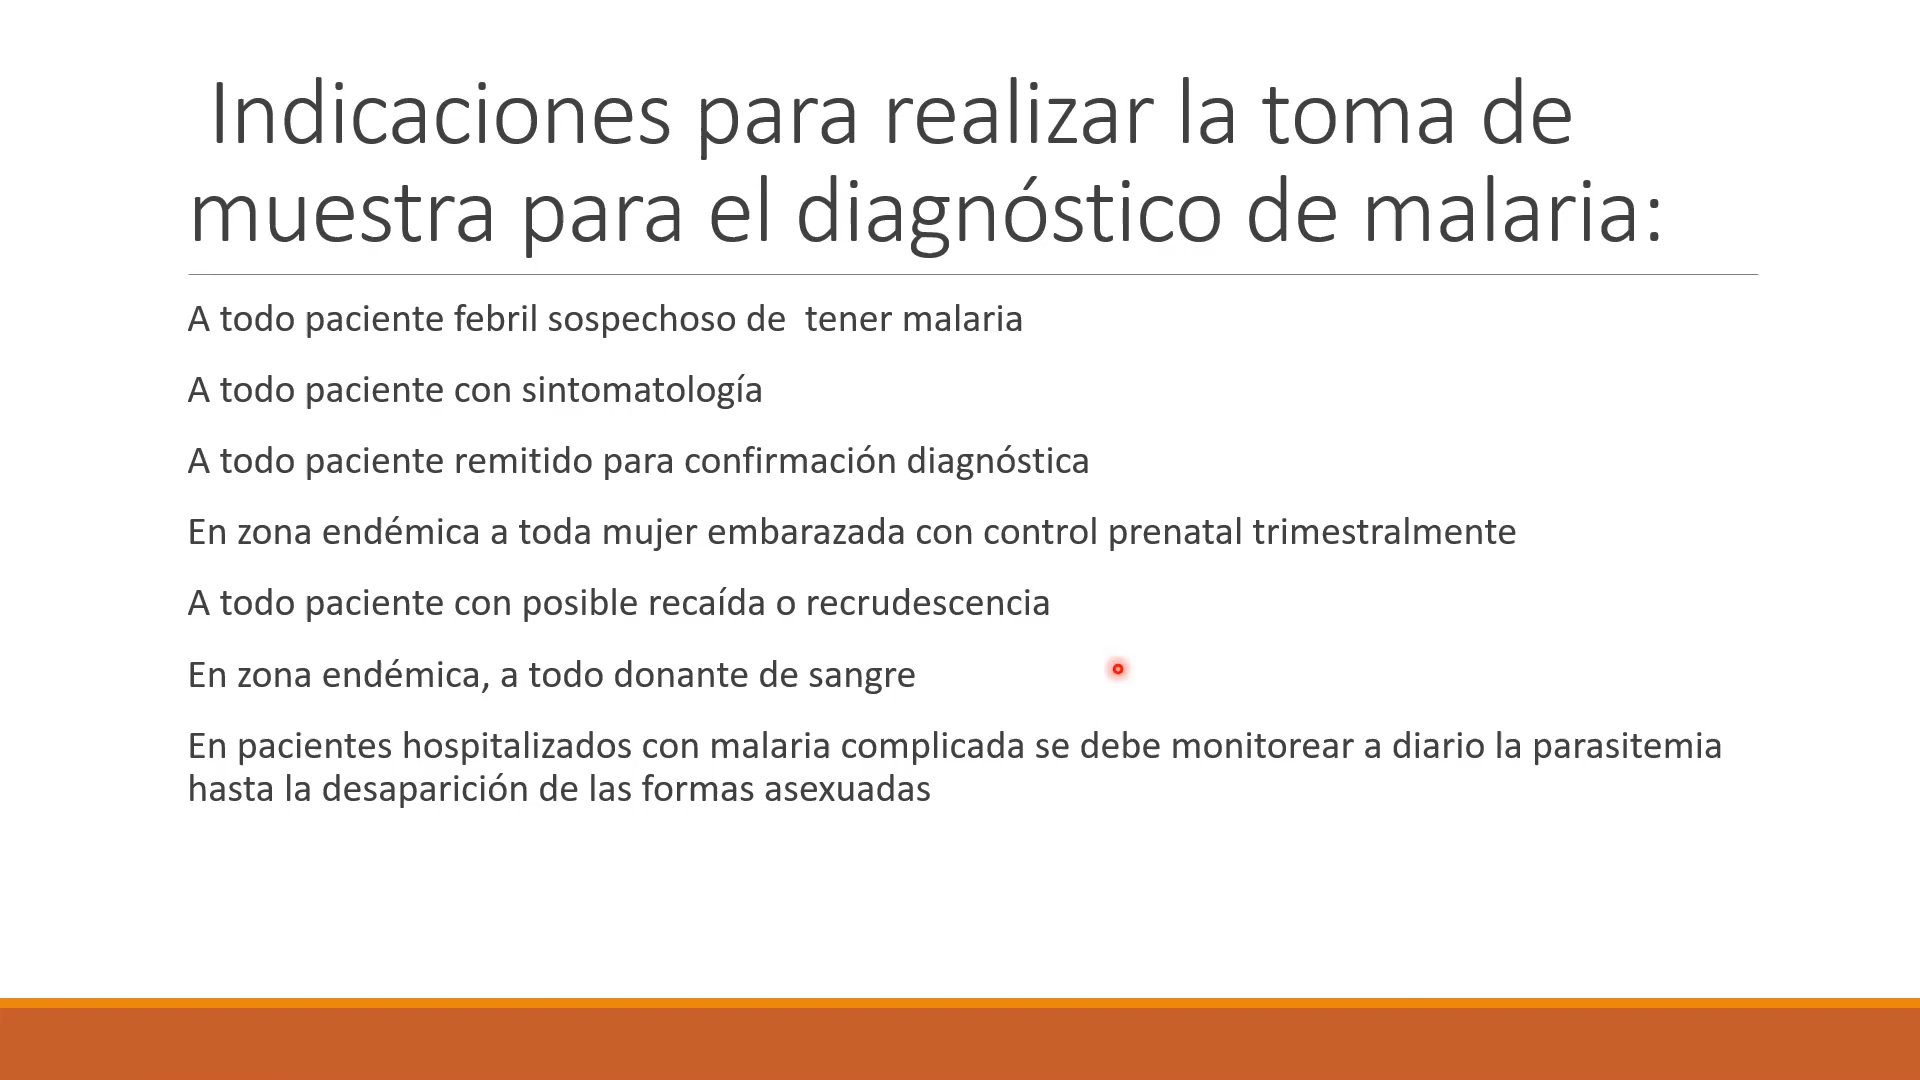 Indicaciones para realizar la toma de
muestra para el diagnóstico de malaria:
A todo paciente febril sospechoso de  tener malaria
A todo paciente con sintomatología
A todo paciente remitido para confirmación diagnóstica
En zona endémica a toda mujer embarazada con control prenatal trimestralmente
A todo paciente con posible recaída o recrudescencia
En zona endémica, a todo donante de sangre
En pacientes hospitalizados con malaria complicada se debe monitorear a diario la parasitemia
hasta la desaparición de las formas asexuadas